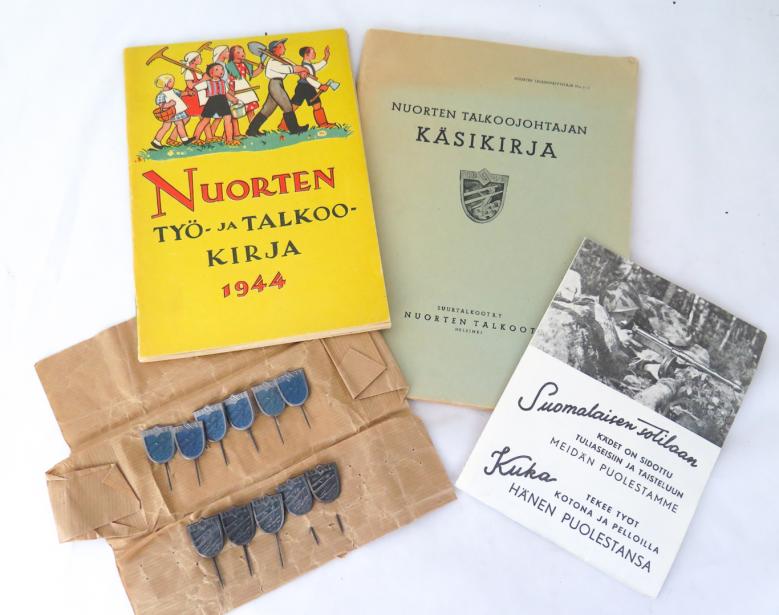 NUORTEN
TYÖ- JA TALKOO-
KIRJA
1944
NUORTEN TALKOOJOHTAJAN
KÄSIKIRJA
SUURTALKOOT R.Y.
NUORTEN TALKOOT
HELSINKI
Suomalaisen sotilaan
KÄDET ON SIDOTTU
TULIASEISIIN JA TAISTELUUN
MEIDÄN PUOLESTAMME
Kuka
TEKEE TYÖT
KOTONA JA PELLOILLA
HÄNEN PUOLESTANSA